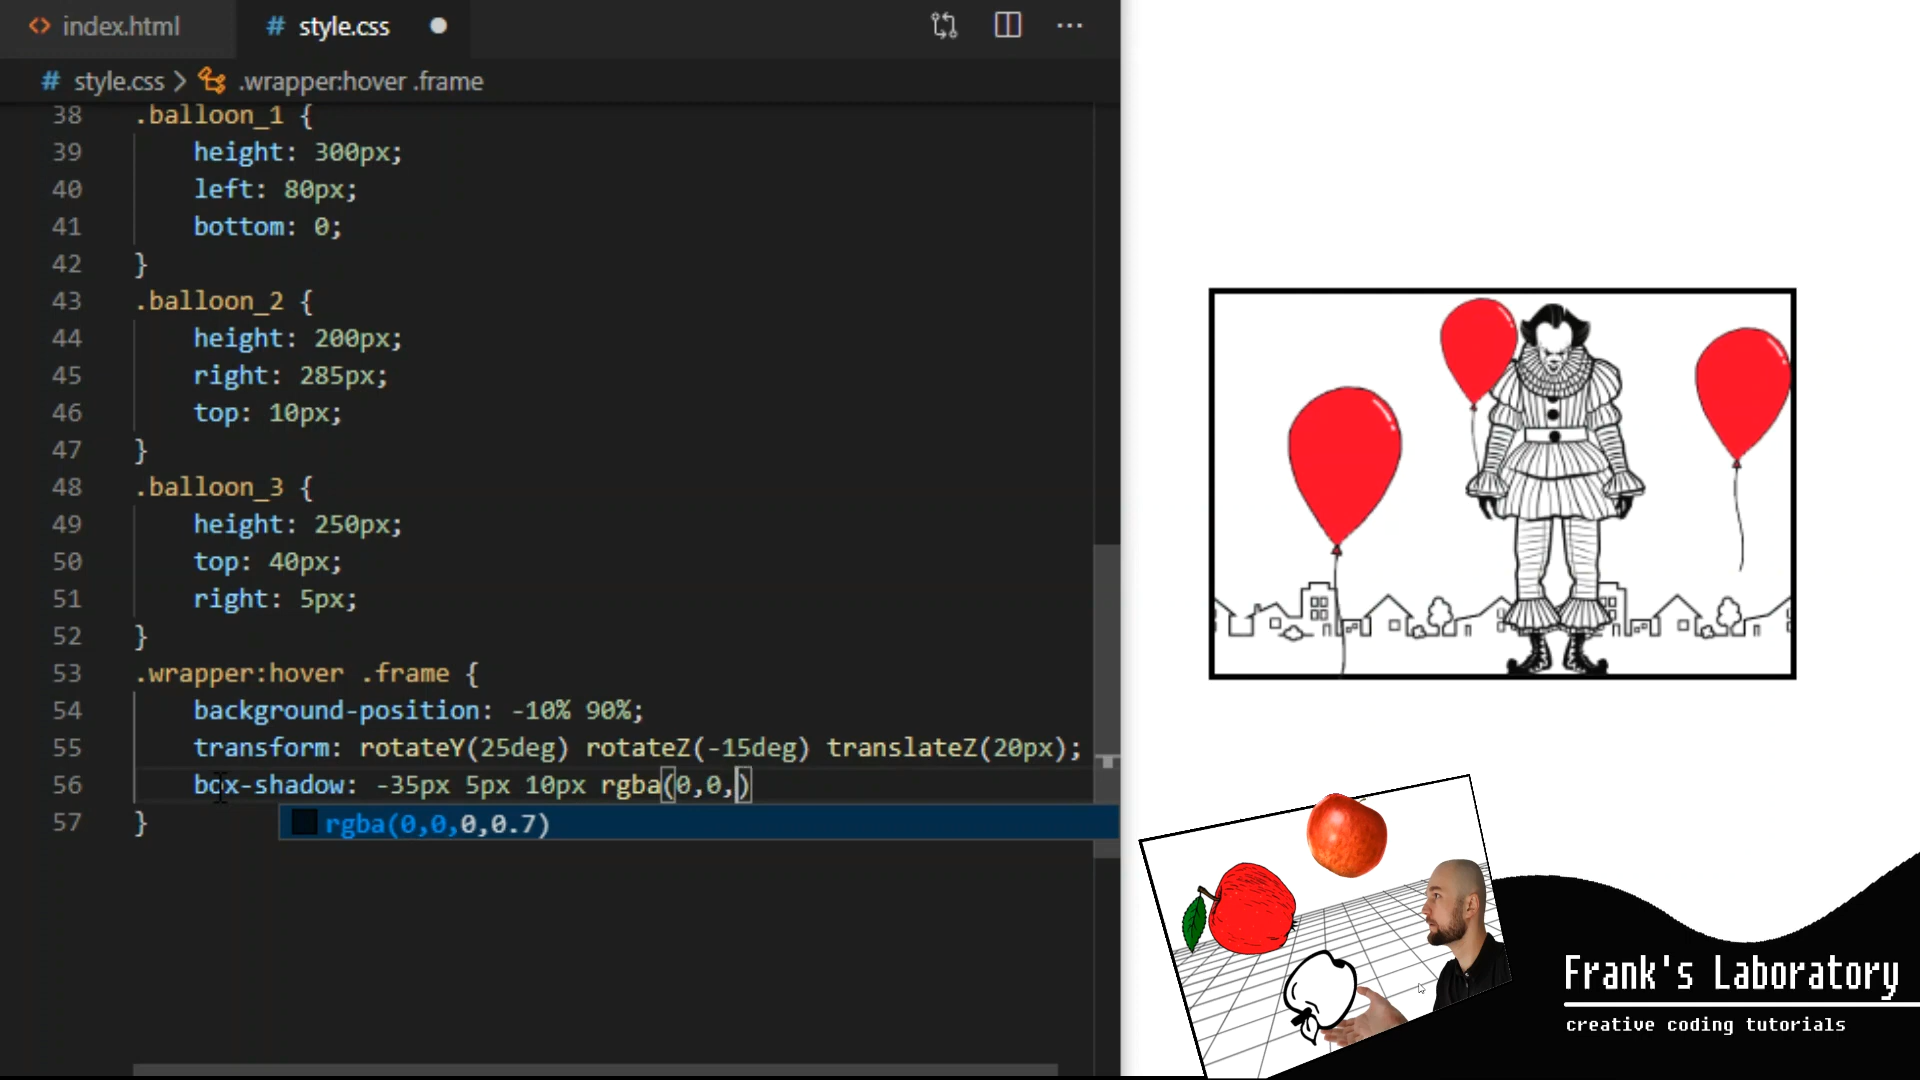 index.html
style.css
style.css > .wrapper:hover .frame
38 .balloon_1 {
39 height: 300px;
40 left: 80px;
41 bottom: 0;
42 }
43 .balloon_2 {
44 height: 200px;
45 right: 285px;
46 top: 10px;
47 }
48 .balloon_3 {
49 height: 250px;
50 top: 40px;
51 right: 5px;
52 }
53 .wrapper:hover .frame {
54 background-position: -10% 90%;
55 transform: rotateY(25deg) rotateZ(-15deg) translateZ(20px);
56 box-shadow: -35px 5px 10px rgba(0,0,)
rgba(0,0,0,0.7)
57 }
Frank's Laboratory
creative coding tutorials